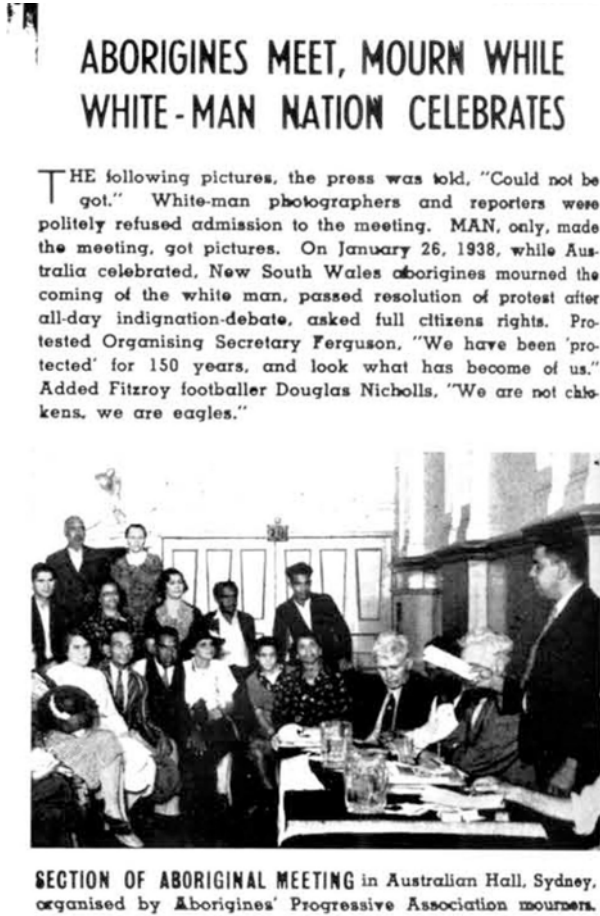 ABORIGINES MEET, MOURN WHILE
WHITE-MAN NATION CELEBRATES
THE following pictures, the press was told, "Could not be
got." White-man photographers and reporters were
politely refused admission to the meeting. MAN, only, made
the meeting, got pictures. On January 26, 1938, while Aus-
tralia celebrated, New South Wales aborigines mourned the
coming of the white man, passed resolution of protest after
all-day indignation-debate, asked full citizens rights. Pro-
tested Organising Secretary Ferguson, "We have been 'pro-
tected' for 150 years, and look what has become of us."
Added Fitzroy footballer Douglas Nicholls, "We are not chic-
kens, we are eagles."
SECTION OF ABORIGINAL MEETING in Australian Hall, Sydney,
organised by Aborigines' Progressive Association mourners.